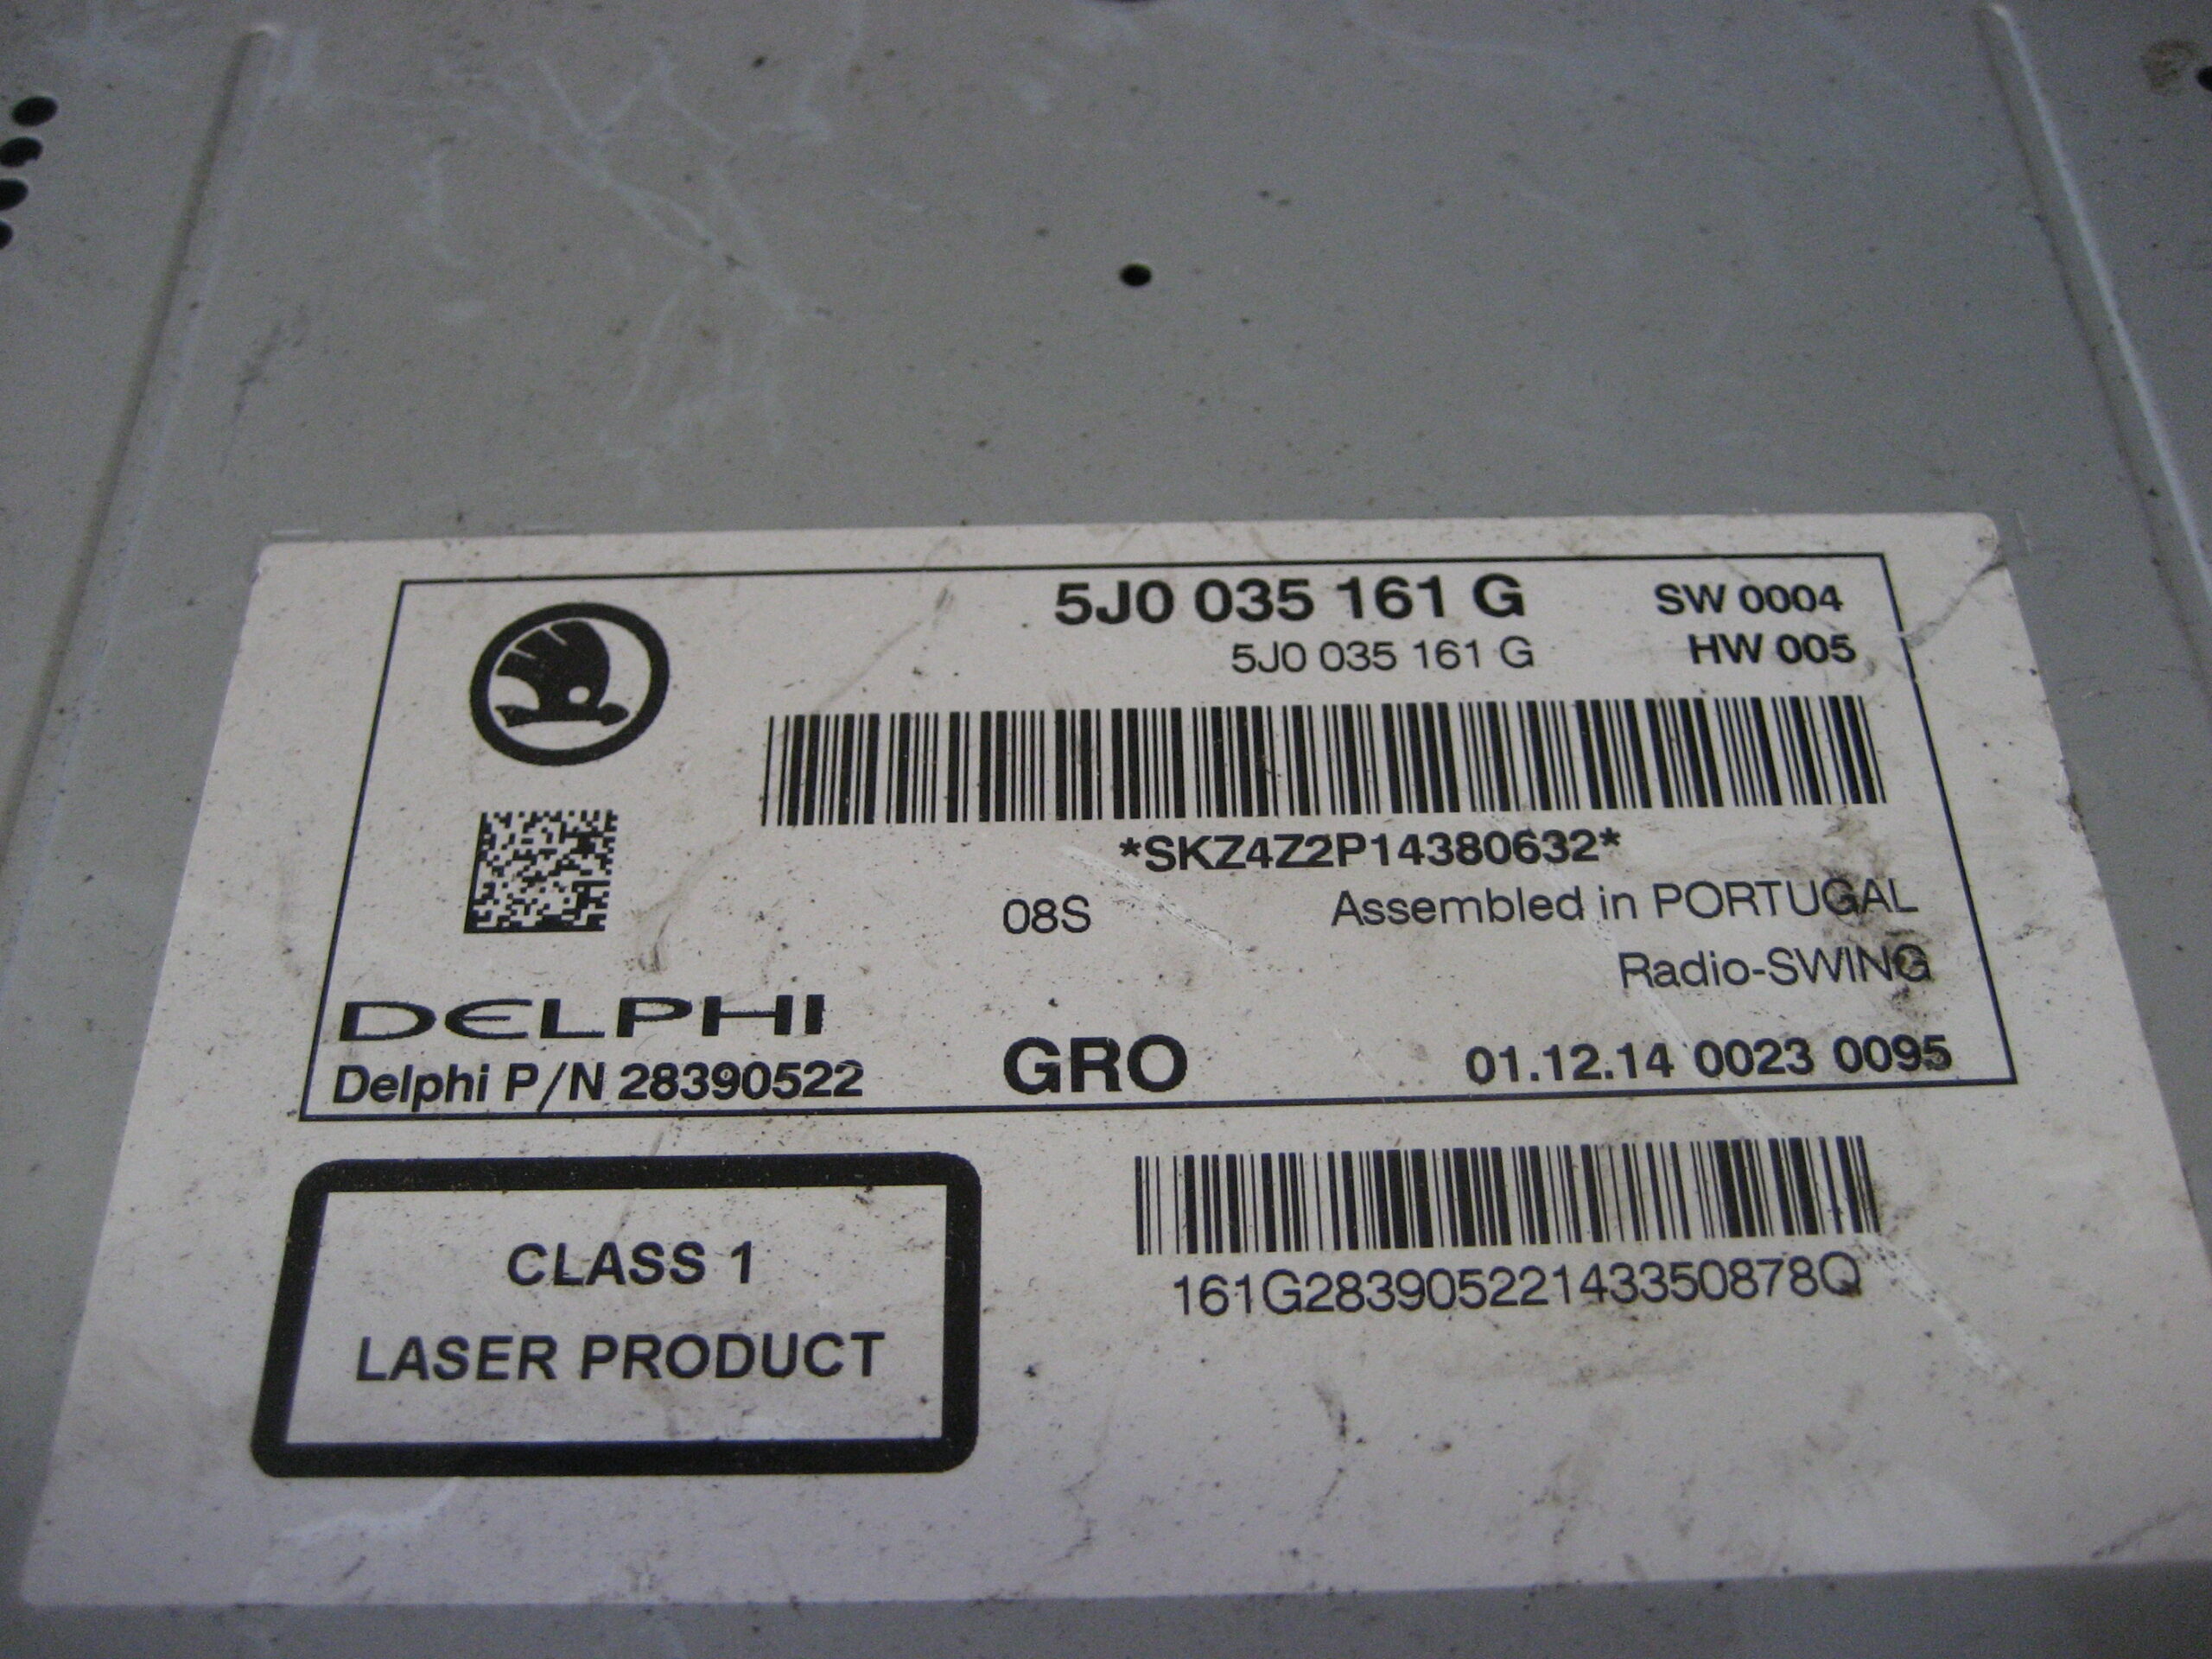 5J0 035 161 G SW 0004
5J0 035 161 G HW 005
*SKZ4Z2P14380632*
08S Assembled in PORTUGAL
Radio-SWING
DELPHI
Delphi P/N 28390522 GRO 01.12.14 0023 0095
CLASS 1
LASER PRODUCT
161G28390522143350878Q